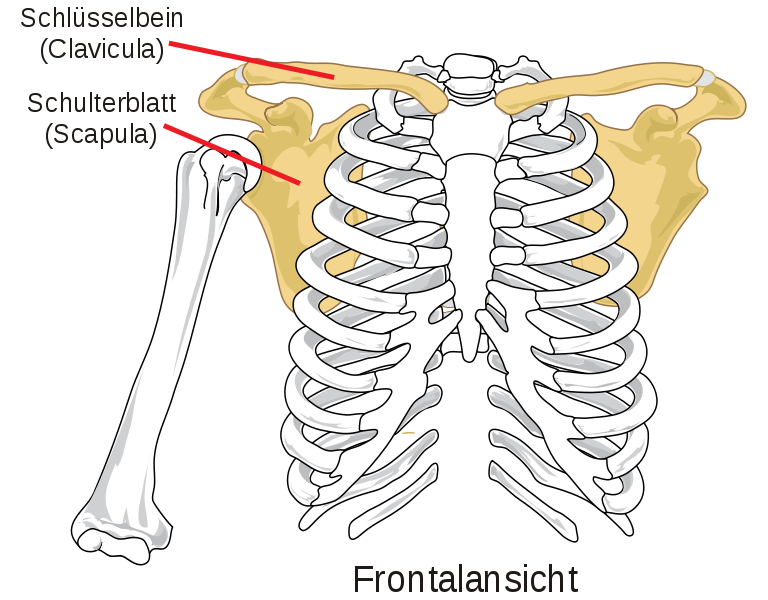 Schlüsselbein
(Clavicula)
Schulterblatt
(Scapula)
Frontalansicht